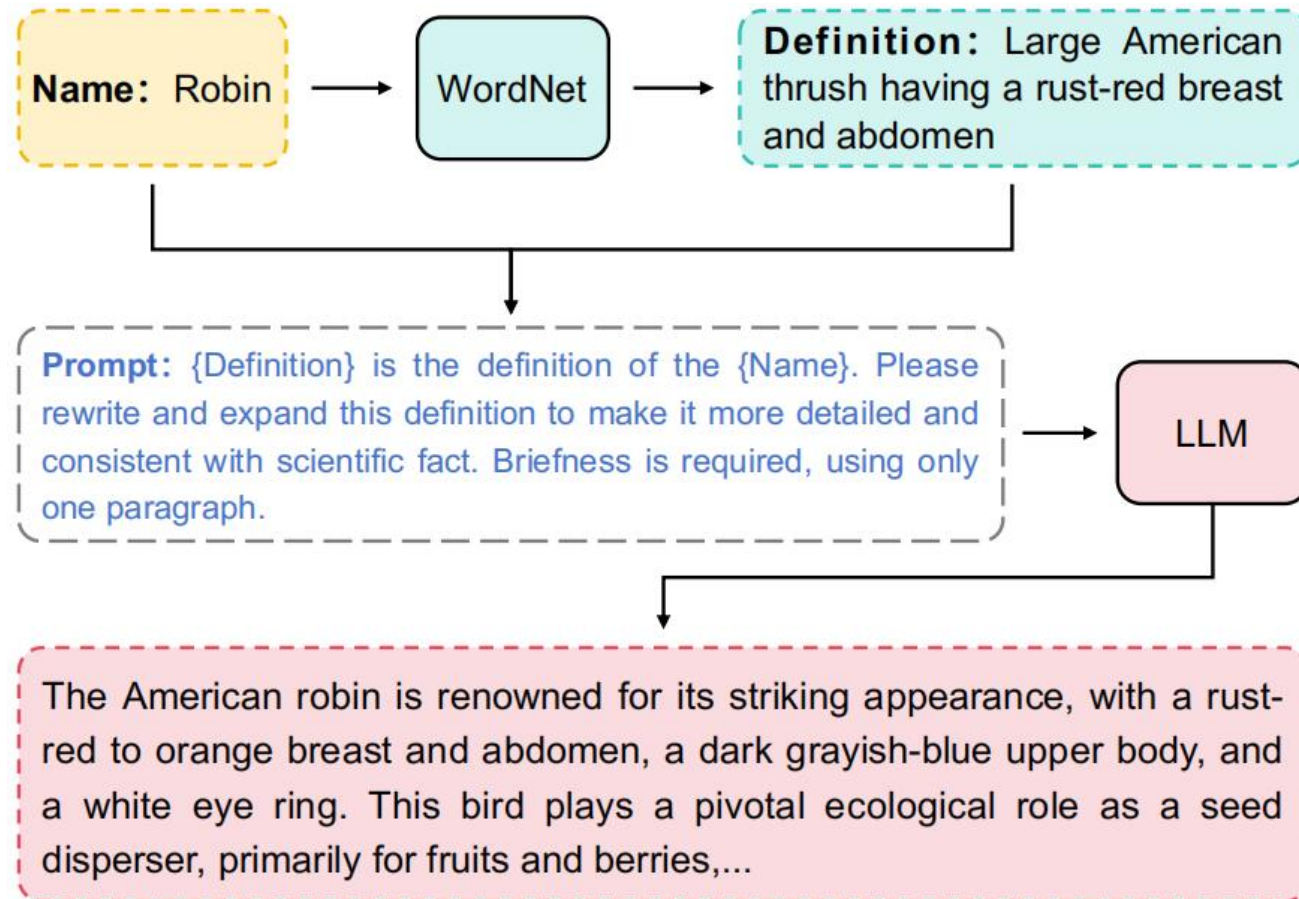 Name: Robin
WordNet
Definition: Large American
thrush having a rust-red breast
and abdomen
Prompt: {Definition} is the definition of the {Name}. Please
rewrite and expand this definition to make it more detailed and
consistent with scientific fact. Briefness is required, using only
one paragraph.
LLM
The American robin is renowned for its striking appearance, with a rust-
red to orange breast and abdomen, a dark grayish-blue upper body, and
a white eye ring. This bird plays a pivotal ecological role as a seed
disperser, primarily for fruits and berries,...